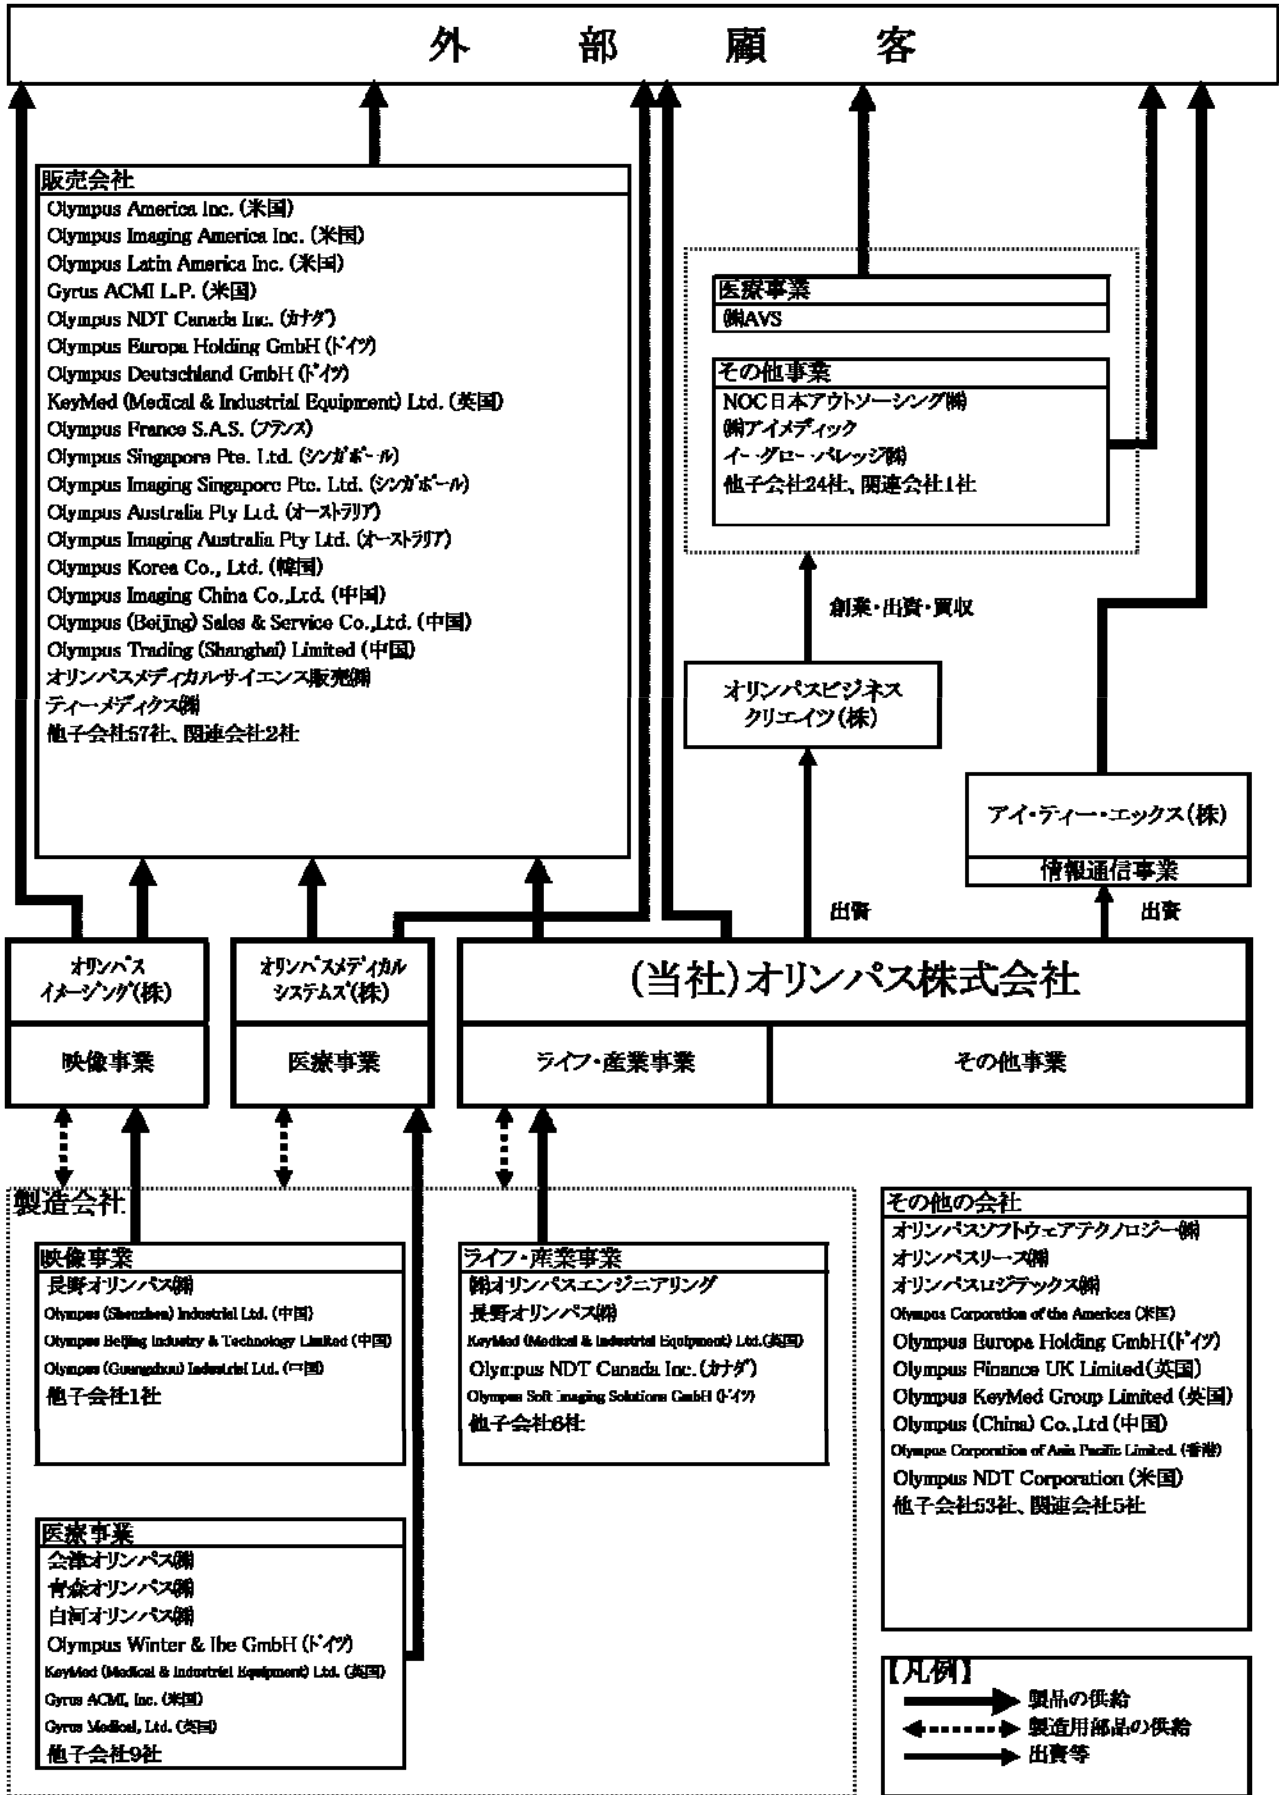 外部顧客
販売会社
Olympus America Inc. (米国)
Olympus Imaging America Inc. (米国)
Olympus Latin America Inc. (米国)
Gyrus ACMI L.P. (米国)
Olympus NDT Canada Inc. (カナダ)
Olympus Europa Holding GmbH (ドイツ)
Olympus Deutschland GmbH (ドイツ)
KeyMed (Medical & Industrial Equipment) Ltd. (英国)
Olympus France S.A.S. (フランス)
Olympus Singapore Pte. Ltd. (シンガポール)
Olympus Imaging Singapore Ptc. Ltd. (シンガポール)
Olympus Australia Pty Ltd. (オーストラリア)
Olympus Imaging Australia Pty Ltd. (オーストラリア)
Olympus Korea Co., Ltd. (韓国)
Olympus Imaging China Co.,Ltd. (中国)
Olympus (Beijing) Sales & Service Co.,Ltd. (中国)
Olympus Trading (Shanghai) Limited (中国)
オリンパスメディカルサイエンス販売㈱
ティーメディクス㈱
他子会社57社、関連会社2社
医療事業
㈱AVS
その他事業
NOC日本アウトソーシング㈱
㈱アイメディック
イーグローバレッジ㈱
他子会社24社、関連会社1社
創業・出資・買収
オリンパスビジネス
クリエイツ(株)
アイ・ティー・エックス(株)
情報通信事業
出資
出資
オリンパス
イメージング(株)
映像事業
オリンパスメディカル
システムズ(株)
医療事業
(当社)オリンパス株式会社
ライフ・産業事業
その他事業
製造会社
映像事業
長野オリンパス㈱
Olympus (Shenzhen) Industrial Ltd. (中国)
Olympus Beijing Industry & Technology Limited (中国)
Olympus (Guangzhou) Industrial Ltd. (中国)
他子会社1社
ライフ・産業事業
㈱オリンパスエンジニアリング
長野オリンパス㈱
KeyMed (Medical & Industrial Equipment) Ltd.(英国)
Olympus NDT Canada Inc. (カナダ)
Olympus Soft Imaging Solutions GmbH (ドイツ)
他子会社6社
医療事業
会津オリンパス㈱
青森オリンパス㈱
白河オリンパス㈱
Olympus Winter & Ibe GmbH (ドイツ)
KeyMed (Medical & Industrial Equipment) Ltd. (英国)
Gyrus ACMI, Inc. (米国)
Gyrus Medical, Ltd. (英国)
他子会社9社
その他の会社
オリンパスソフトウェアテクノロジー㈱
オリンパスリース㈱
オリンパスロジテックス㈱
Olympus Corporation of the Americas (米国)
Olympus Europa Holding GmbH(ドイツ)
Olympus Finance UK Limited(英国)
Olympus KeyMed Group Limited (英国)
Olympus (China) Co.,Ltd (中国)
Olympus Corporation of Asia Pacific Limited. (香港)
Olympus NDT Corporation (米国)
他子会社53社、関連会社5社
【凡例】
製品の供給
製造用部品の供給
出資等